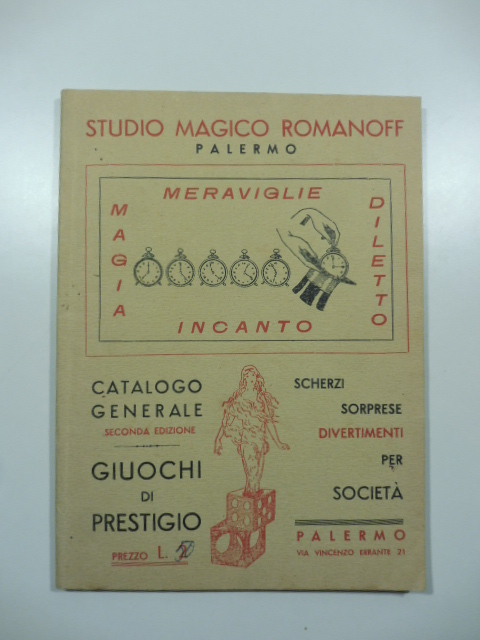 STUDIO MAGICO ROMANOFF
PALERMO
MERAVIGLIE
MAGIA
DILETTO
INCANTO
CATALOGO
GENERALE
SECONDA EDIZIONE
GIUOCHI
DI
PRESTIGIO
PREZZO L.
SCHERZI
SORPRESE
DIVERTIMENTI
PER
SOCIETÀ
PALERMO
VIA VINCENZO ERRANTE 21